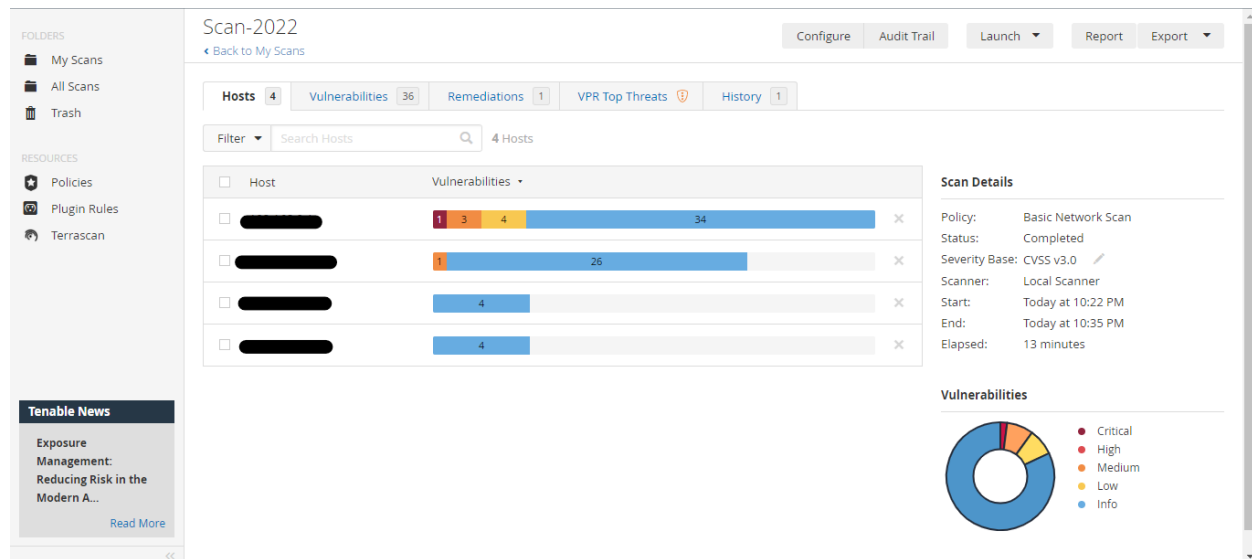 Scan-2022
‹ Back to My Scans
Configure Audit Trail Launch Report Export
FOLDERS
My Scans
All Scans
Trash
RESOURCES
Policies
Plugin Rules
Terrascan
Tenable News
Exposure
Management:
Reducing Risk in the
Modern A...
Read More
Hosts 4 Vulnerabilities 36 Remediations 1 VPR Top Threats History 1
Filter Search Hosts 4 Hosts
Host Vulnerabilities
1 3 4 34
1 26
4
4
Scan Details
Policy: Basic Network Scan
Status: Completed
Severity Base: CVSS v3.0
Scanner: Local Scanner
Start: Today at 10:22 PM
End: Today at 10:35 PM
Elapsed: 13 minutes
Vulnerabilities
Critical
High
Medium
Low
Info